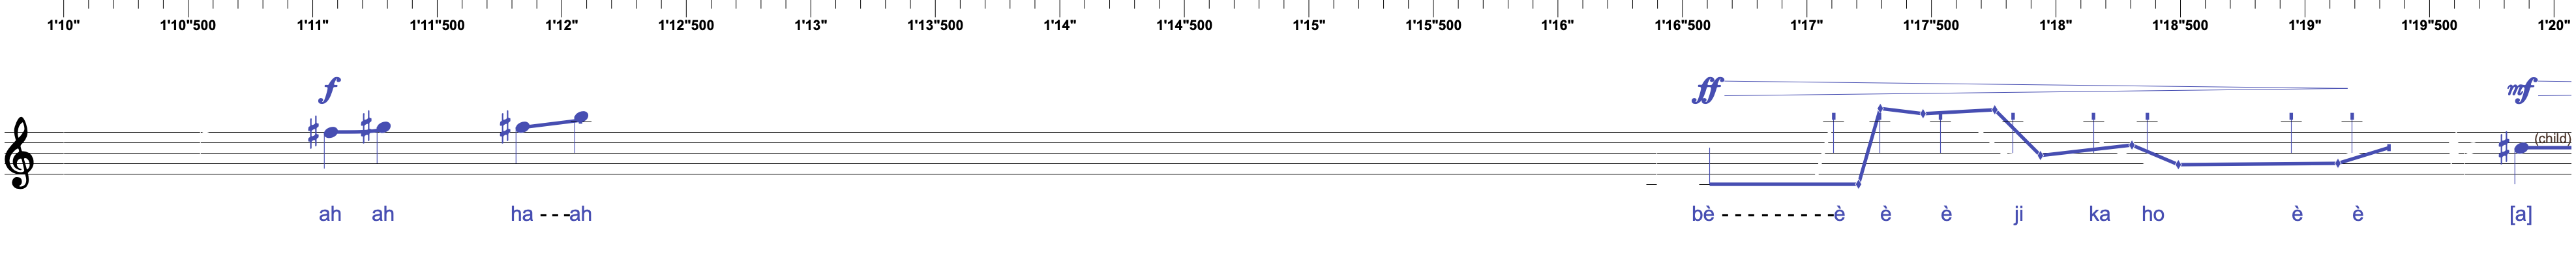 1'10" 1'10"500 1'11" 1'11"500 1'12" 1'12"500 1'13" 1'13"500 1'14" 1'14"500 1'15" 1'15"500 1'16" 1'16"500 1'17" 1'17"500 1'18" 1'18"500 1'19" 1'19"500 1'20"
f ff mf
(child)
ah ah ha ---ah bè -----------è è è ji ka ho è è [a]